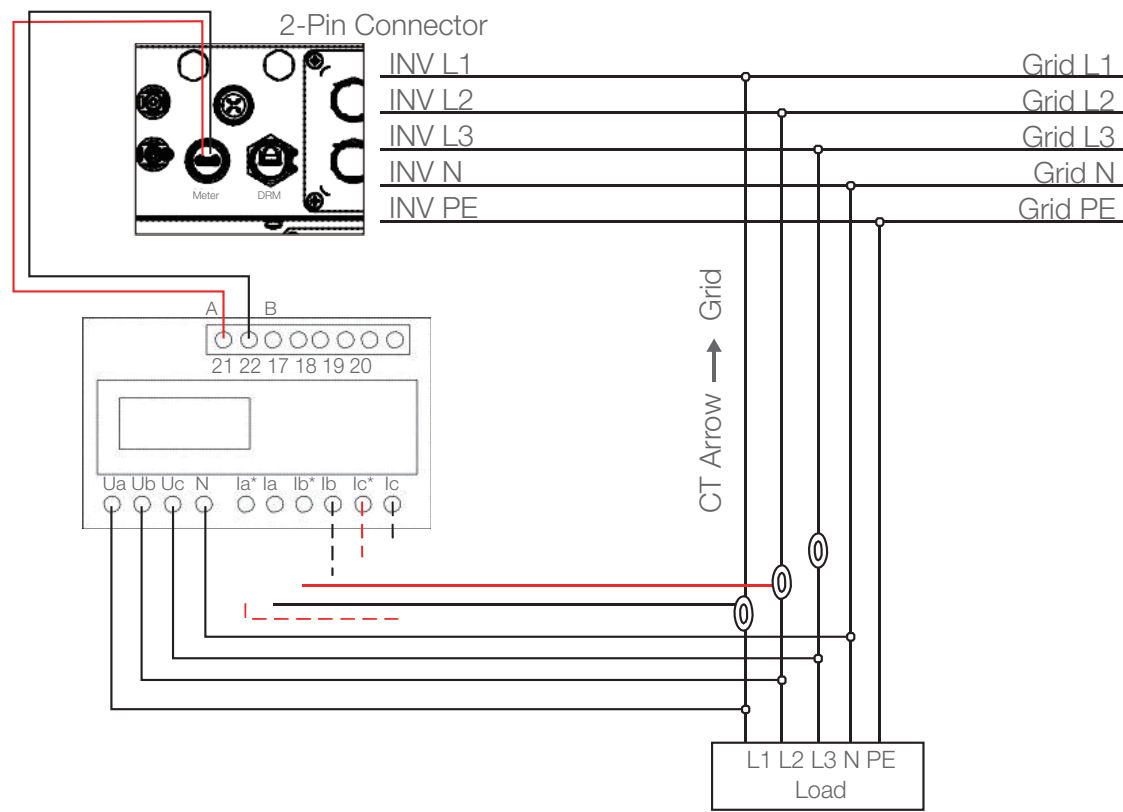 2-Pin Connector
INV L1 Grid L1
INV L2 Grid L2
INV L3 Grid L3
INV N Grid N
INV PE Grid PE
Meter DRM
CT Arrow → Grid
A B
21 22 17 18 19 20
Ua Ub Uc N Ia* Ia Ib* Ib Ic* Ic
L1 L2 L3 N PE
Load